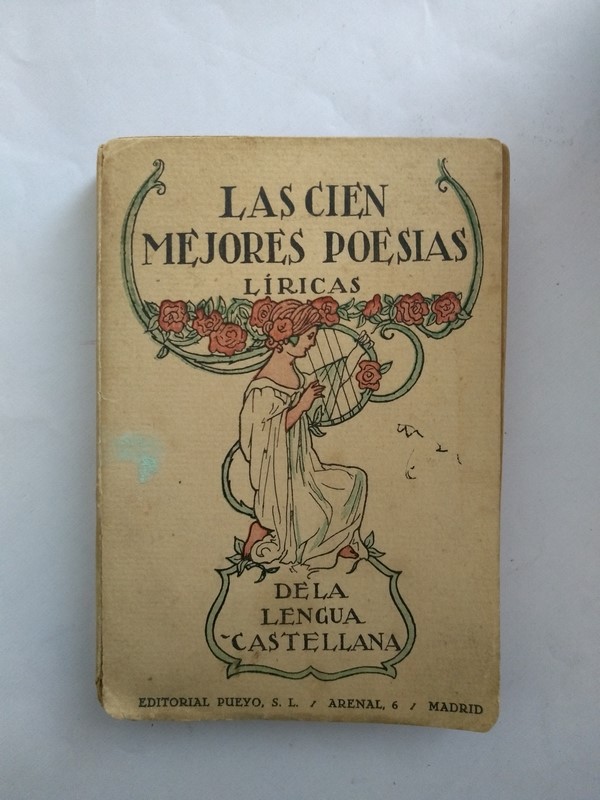 LAS CIEN
MEJORES POESIAS
LÍRICAS
DE LA
LENGUA
CASTELLANA
EDITORIAL PUEYO, S. L. / ARENAL, 6 / MADRID